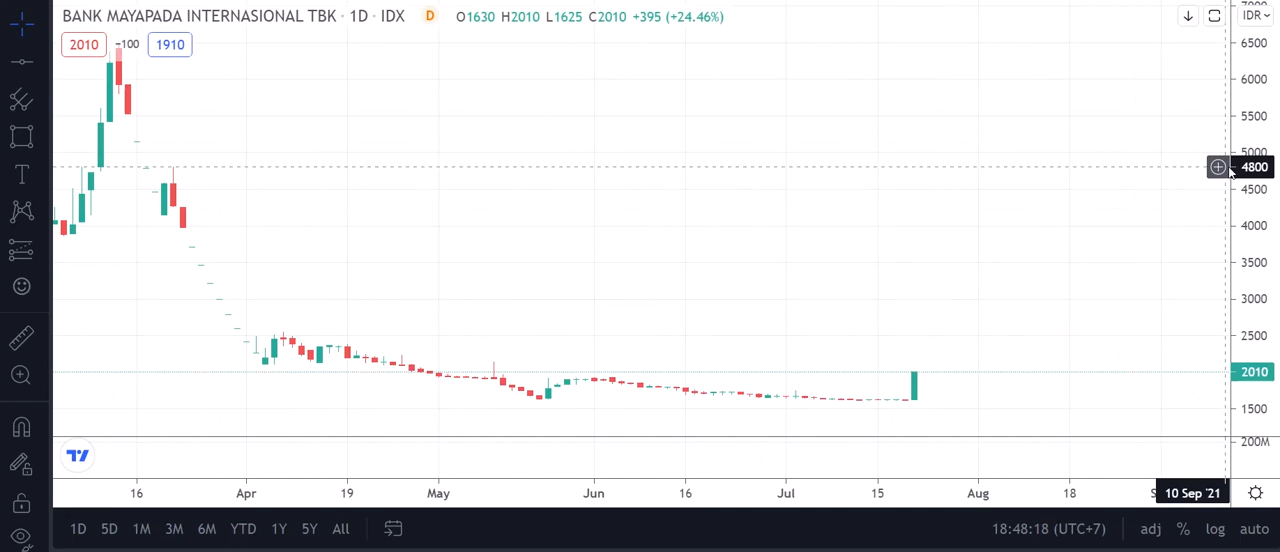 BANK MAYAPADA INTERNASIONAL TBK · 1D · IDX D O1630 H2010 L1625 C2010 +395 (+24.46%)
IDR
2010 −100 1910
6500
6000
5500
5000
4800
4500
4000
3500
3000
2500
2010
1500
200M
16 Apr 19 May Jun 16 Jul 15 Aug 18 10 Sep '21
1D 5D 1M 3M 6M YTD 1Y 5Y All 18:48:18 (UTC+7) adj % log auto